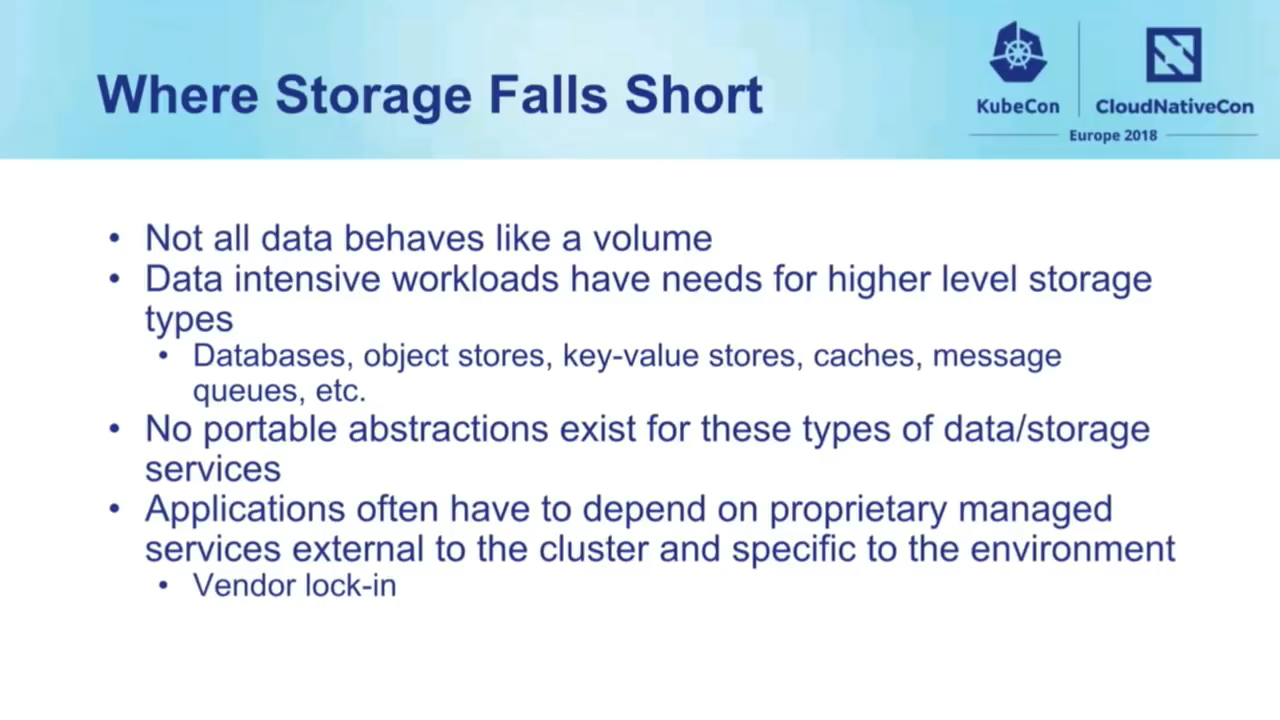 Where Storage Falls Short
KubeCon
CloudNativeCon
Europe 2018
• Not all data behaves like a volume
• Data intensive workloads have needs for higher level storage
types
• Databases, object stores, key-value stores, caches, message
queues, etc.
• No portable abstractions exist for these types of data/storage
services
• Applications often have to depend on proprietary managed
services external to the cluster and specific to the environment
• Vendor lock-in